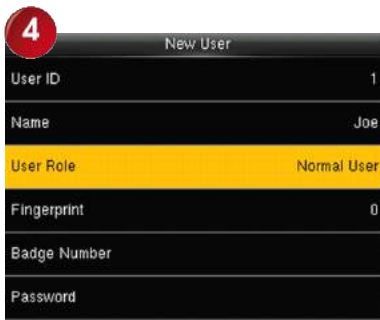 4
New User
User ID 1
Name Joe
User Role Normal User
Fingerprint 0
Badge Number
Password